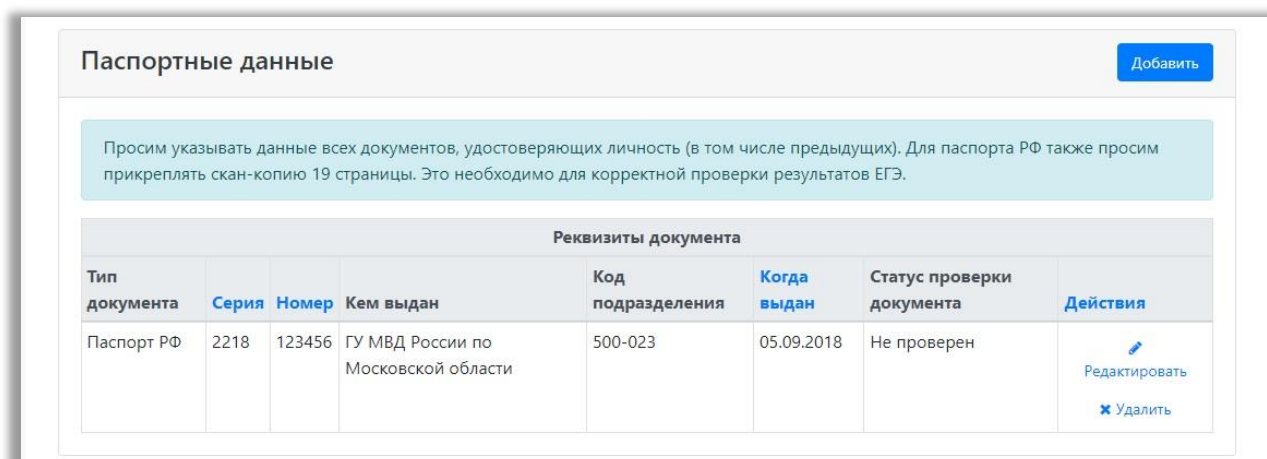 Паспортные данные
Добавить
Просим указывать данные всех документов, удостоверяющих личность (в том числе предыдущих). Для паспорта РФ также просим
прикреплять скан-копию 19 страницы. Это необходимо для корректной проверки результатов ЕГЭ.
Реквизиты документа
Тип документа Серия Номер Кем выдан Код подразделения Когда выдан Статус проверки документа Действия
Паспорт РФ 2218 123456 ГУ МВД России по Московской области 500-023 05.09.2018 Не проверен
Редактировать
Удалить